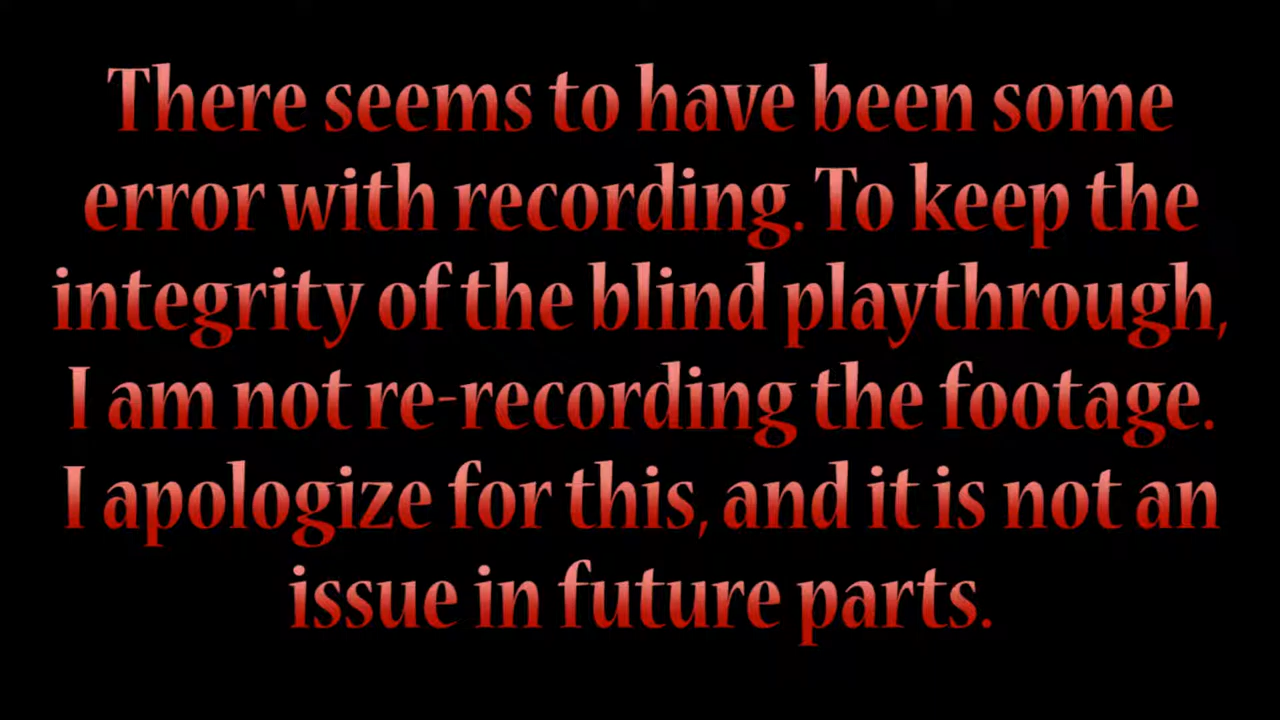 There seems to have been some
error with recording. To keep the
integrity of the blind playthrough,
I am not re-recording the footage.
I apologize for this, and it is not an
issue in future parts.